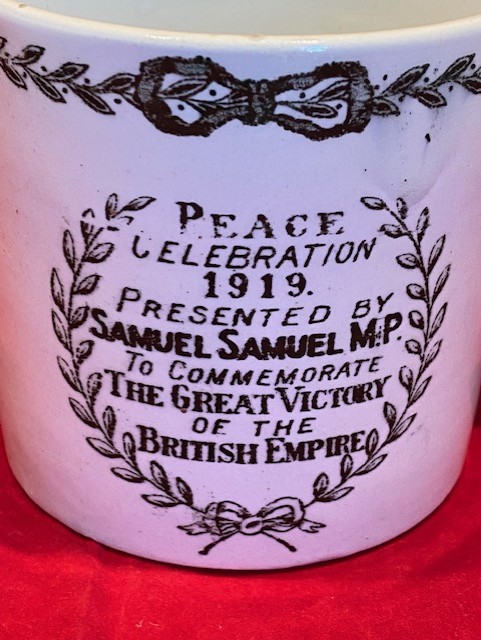 PEACE
CELEBRATION
1919.
PRESENTED BY
SAMUEL SAMUEL M.P.
TO COMMEMORATE
THE GREAT VICTORY
OF THE
BRITISH EMPIRE